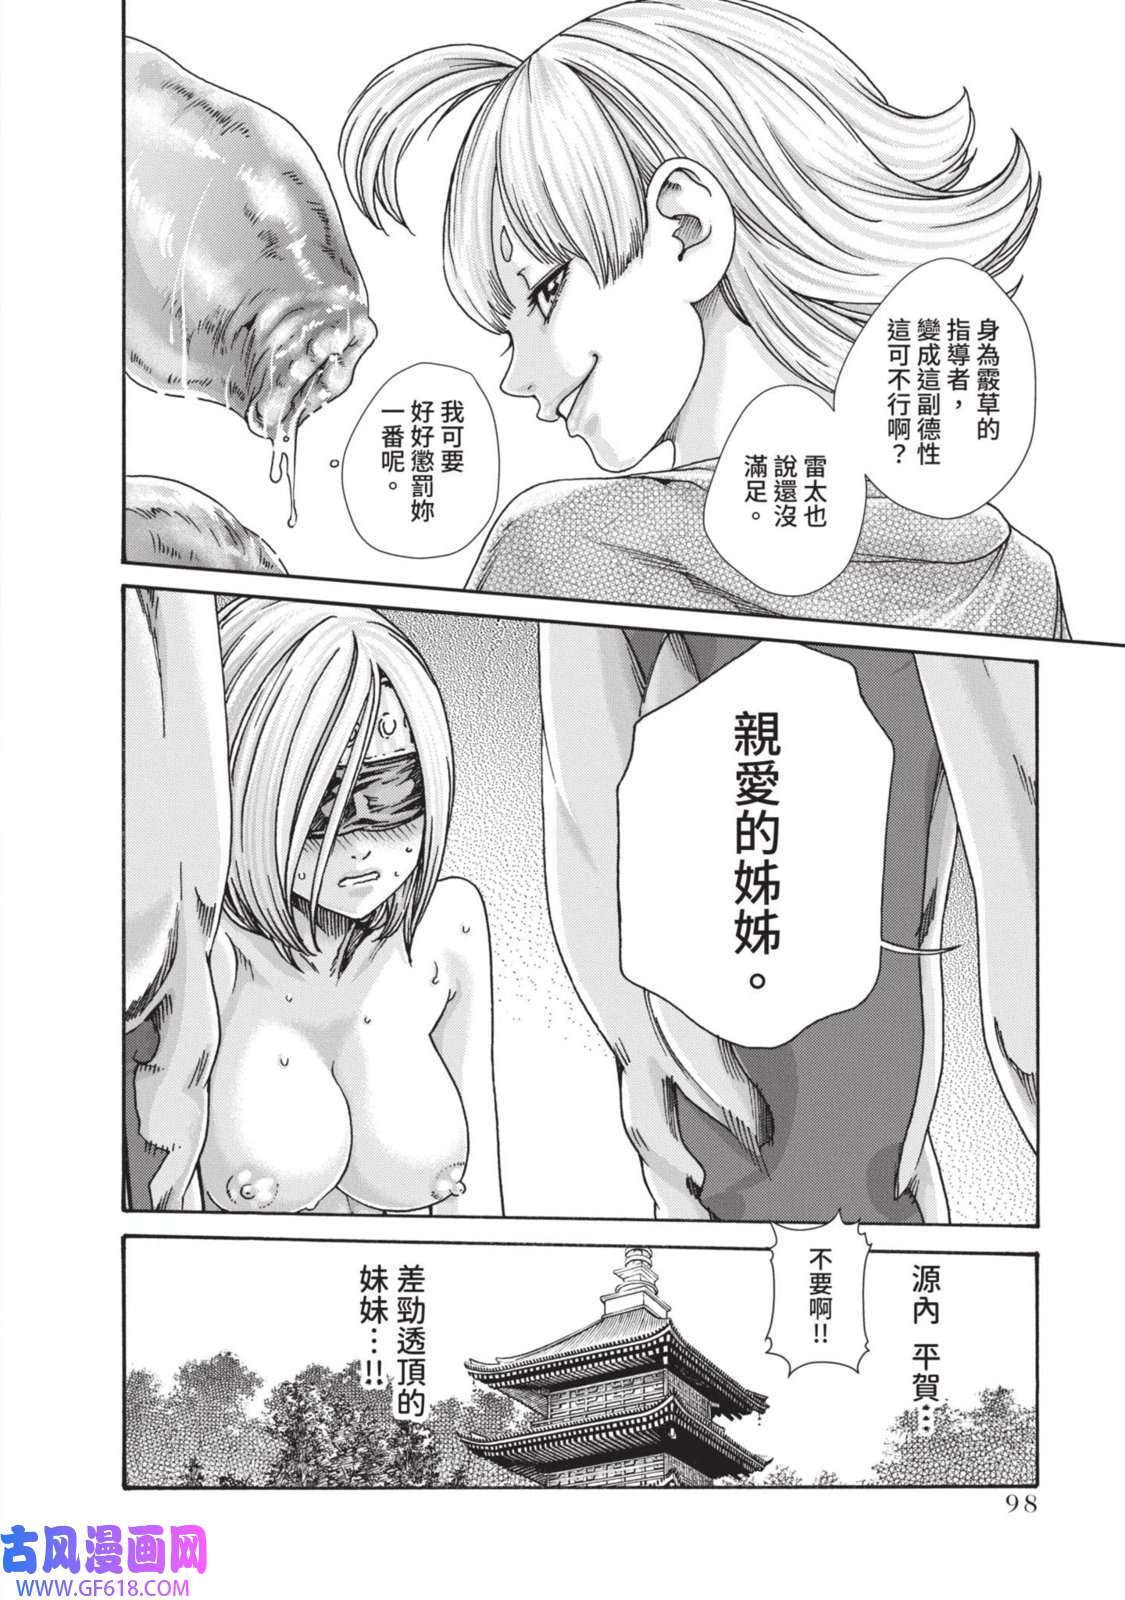 身為霰草的
指導者，
變成這副德性
這可不行啊？
雷太也
說還沒
滿足。
我可要
好好懲罰妳
一番呢。
親愛的姊姊。
源內 平賀…
不要啊!!
差勁透頂的
妹妹…!!
98
古风漫画网
WWW.GF618.COM